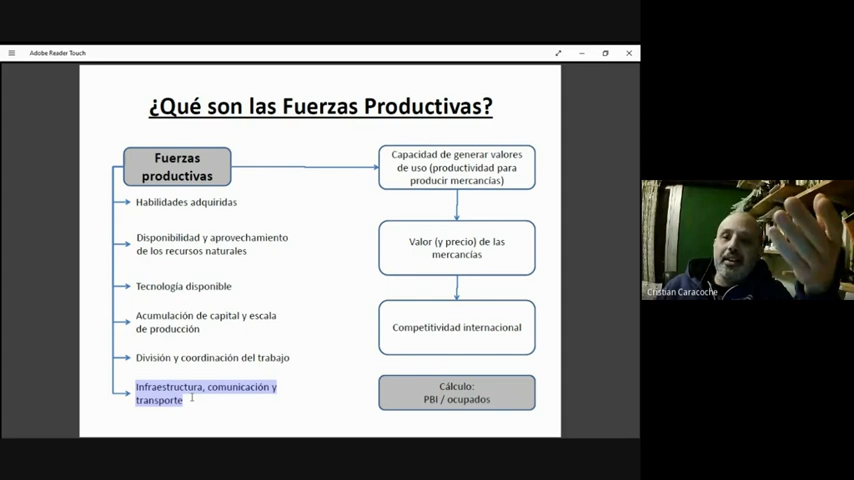 Adobe Reader Touch
¿Qué son las Fuerzas Productivas?
Fuerzas
productivas
Habilidades adquiridas
Disponibilidad y aprovechamiento
de los recursos naturales
Tecnología disponible
Acumulación de capital y escala
de producción
División y coordinación del trabajo
Infraestructura, comunicación y
transporte
Capacidad de generar valores
de uso (productividad para
producir mercancías)
Valor (y precio) de las
mercancías
Competitividad internacional
Cálculo:
PBI / ocupados
Cristian Caracoche